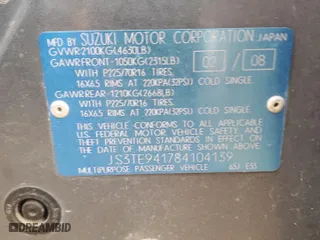 MFD BY SUZUKI MOTOR CORPORATION JAPAN
GVWR:2100KG(4650LB)
GAWRFRONT-1050KG(2315LB) 02 / 08
WITH P225/70R16 TIRES,
16X6.5 RIMS AT 220KPA(32PSI) COLD SINGLE
GAWRREAR-1210KG(2668LB)
WITH P225/70R16 TIRES,
16X6.5 RIMS AT 220KPA(32PSI) COLD SINGLE
THIS VEHICLE CONFORMS TO ALL APPLICABLE
U.S. FEDERAL MOTOR VEHICLE SAFETY AND THEFT
PREVENTION STANDARDS IN EFFECT ON THE
DATE OF MANUFACTURE SHOWN ABOVE.
JS3TE941784104159
MULTIPURPOSE PASSENGER VEHICLE 65J E35